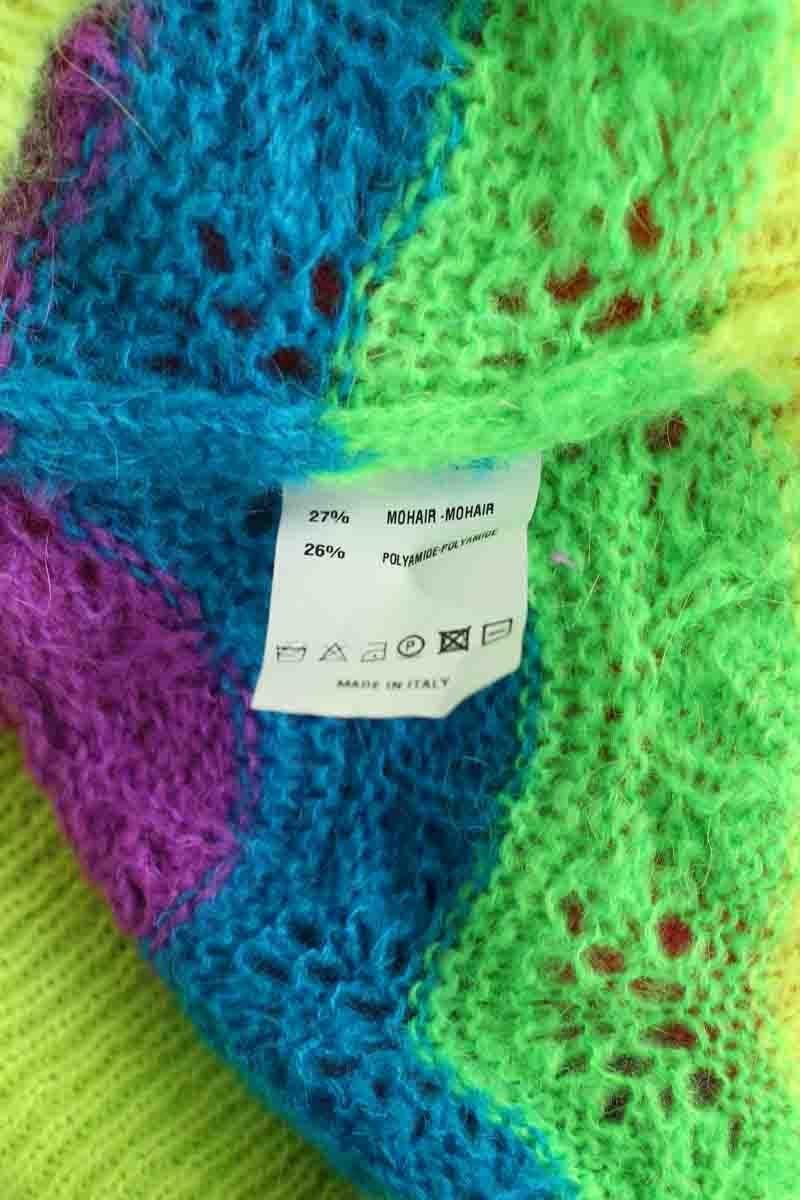 27% MOHAIR -MOHAIR
26% POLYAMIDE-POLYAMIDE
P
MADE IN ITALY